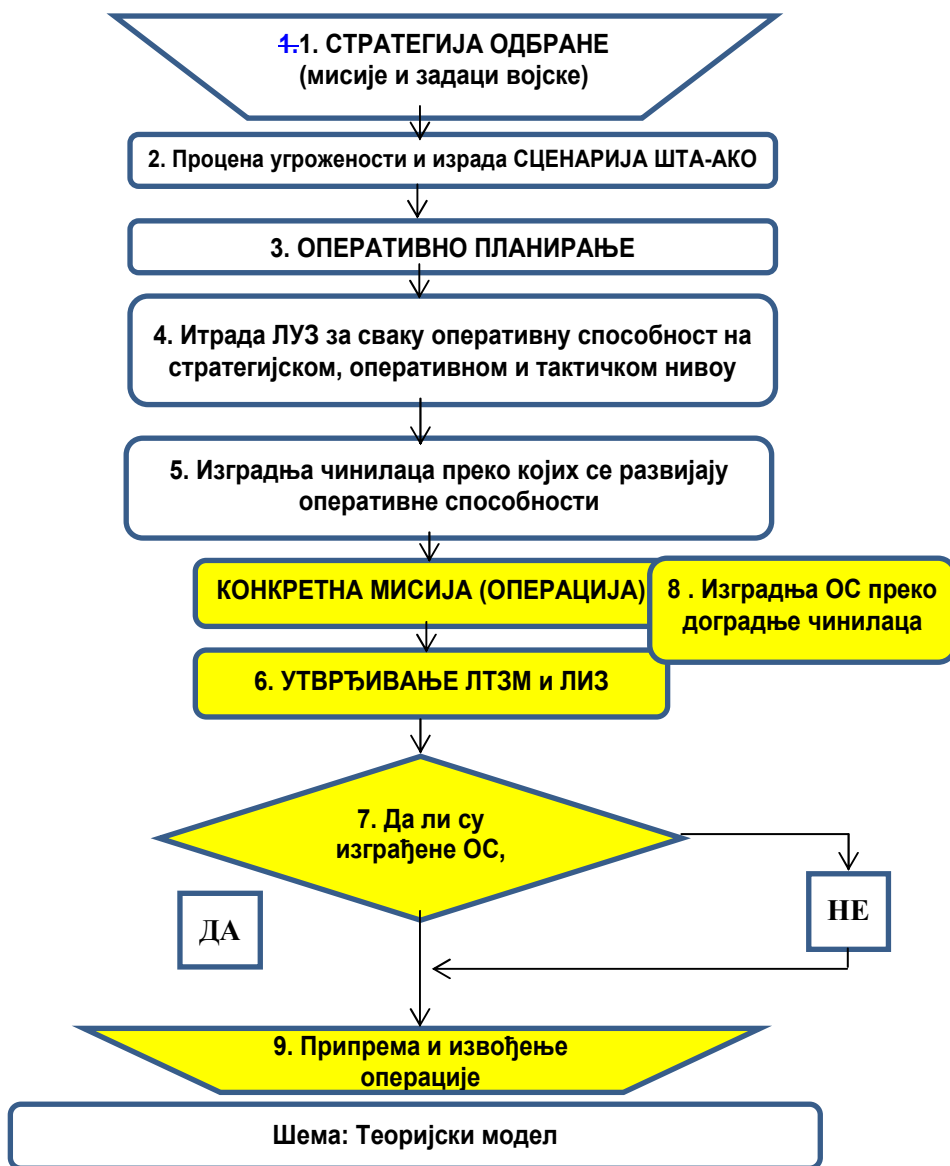 1.1. СТРАТЕГИЈА ОДБРАНЕ
(мисије и задаци војске)
2. Процена угрожености и израда СЦЕНАРИЈА ШТА-АКО
3. ОПЕРАТИВНО ПЛАНИРАЊЕ
4. Итрада ЛУЗ за сваку оперативну способност на
стратегијском, оперативном и тактичком нивоу
5. Изградња чинилаца преко којих се развијају
оперативне способности
КОНКРЕТНА МИСИЈА (ОПЕРАЦИЈА)
8 . Изградња ОС преко
доградње чинилаца
6. УТВРЂИВАЊЕ ЛТЗМ и ЛИЗ
7. Да ли су
изграђене ОС,
ДА
НЕ
9. Припрема и извођење
операције
Шема: Теоријски модел